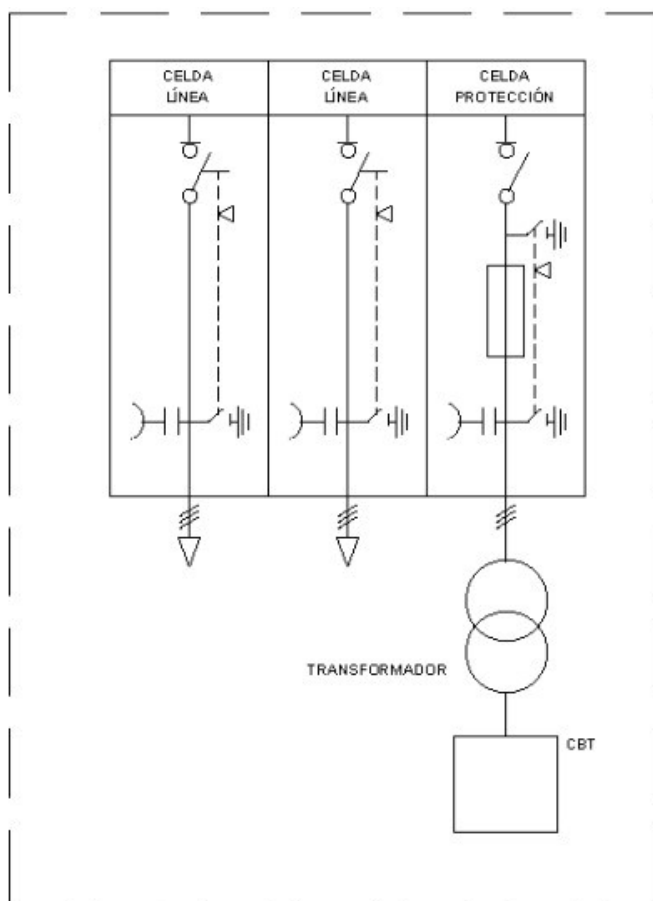 CELDA
LÍNEA
CELDA
LÍNEA
CELDA
PROTECCIÓN
TRANSFORMADOR
CBT